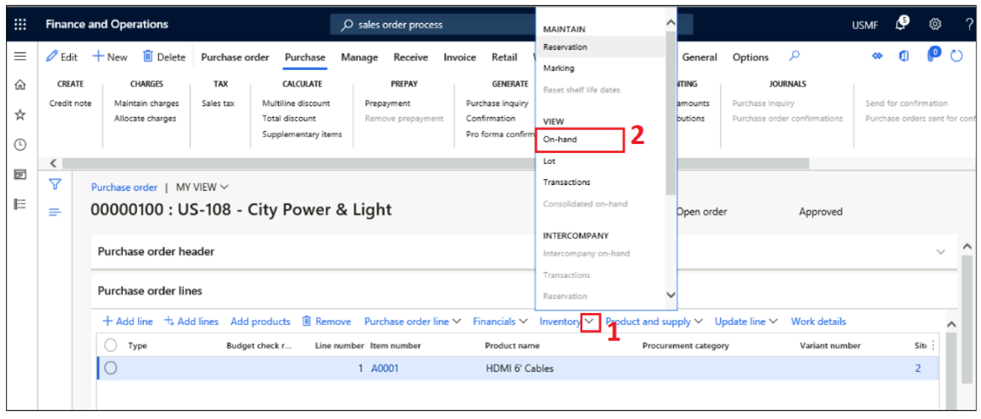 Finance and Operations
sales order process
USMF
5
?
Edit
New
Delete
Purchase order
Purchase
Manage
Receive
Invoice
Retail
General
Options
0
CREATE
Credit note
CHARGES
Maintain charges
Allocate charges
TAX
Sales tax
CALCULATE
Multiline discount
Total discount
Supplementary items
PREPAY
Prepayment
Remove prepayment
GENERATE
Purchase inquiry
Confirmation
Pro forma confirm
NTING
amounts
butions
JOURNALS
Purchase inquiry
Purchase order confirmations
Send for confirmation
Purchase orders sent for conf
MAINTAIN
Reservation
Marking
Reset shelf life dates
VIEW
On-hand
2
Lot
Transactions
Consolidated on-hand
INTERCOMPANY
Intercompany on-hand
Transactions
Reservation
Purchase order | MY VIEW
00000100 : US-108 - City Power & Light
Open order
Approved
Purchase order header
Purchase order lines
Add line
Add lines
Add products
Remove
Purchase order line
Financials
Inventory
1
Product and supply
Update line
Work details
Type
Budget check r...
Line number
Item number
Product name
Procurement category
Variant number
Site
1
A0001
HDMI 6' Cables
2